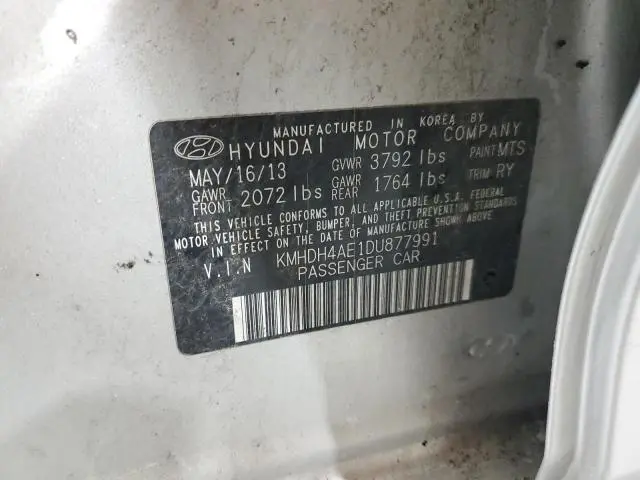 MANUFACTURED IN KOREA BY
HYUNDAI MOTOR COMPANY
MAY/16/13 GVWR 3792 lbs PAINT MTS
GAWR FRONT 2072 lbs GAWR REAR 1764 lbs TRIM RY
THIS VEHICLE CONFORMS TO ALL APPLICABLE U.S.A. FEDERAL
MOTOR VEHICLE SAFETY, BUMPER, AND THEFT PREVENTION STANDARDS
IN EFFECT ON THE DATE OF MANUFACTURE SHOWN ABOVE.
V.I.N KMHDH4AE1DU877991
PASSENGER CAR